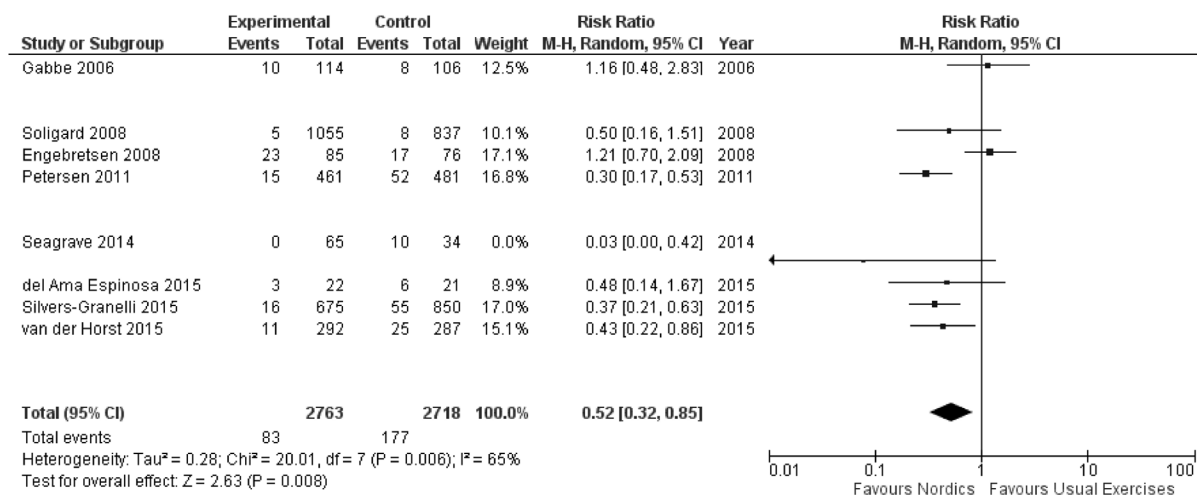 Experimental Control Risk Ratio Risk Ratio
Study or Subgroup Events Total Events Total Weight M-H, Random, 95% CI Year M-H, Random, 95% CI
Gabbe 2006 10 114 8 106 12.5% 1.16 [0.48, 2.83] 2006
Soligard 2008 5 1055 8 837 10.1% 0.50 [0.16, 1.51] 2008
Engebretsen 2008 23 85 17 76 17.1% 1.21 [0.70, 2.09] 2008
Petersen 2011 15 461 52 481 16.8% 0.30 [0.17, 0.53] 2011
Seagrave 2014 0 65 10 34 0.0% 0.03 [0.00, 0.42] 2014
del Ama Espinosa 2015 3 22 6 21 8.9% 0.48 [0.14, 1.67] 2015
Silvers-Granelli 2015 16 675 55 850 17.0% 0.37 [0.21, 0.63] 2015
van der Horst 2015 11 292 25 287 15.1% 0.43 [0.22, 0.86] 2015
Total (95% CI) 2763 2718 100.0% 0.52 [0.32, 0.85]
Total events 83 177
Heterogeneity: Tau² = 0.28; Chi² = 20.01, df = 7 (P = 0.006); I² = 65%
Test for overall effect: Z = 2.63 (P = 0.008)
0.01 0.1 1 10 100
Favours Nordics Favours Usual Exercises